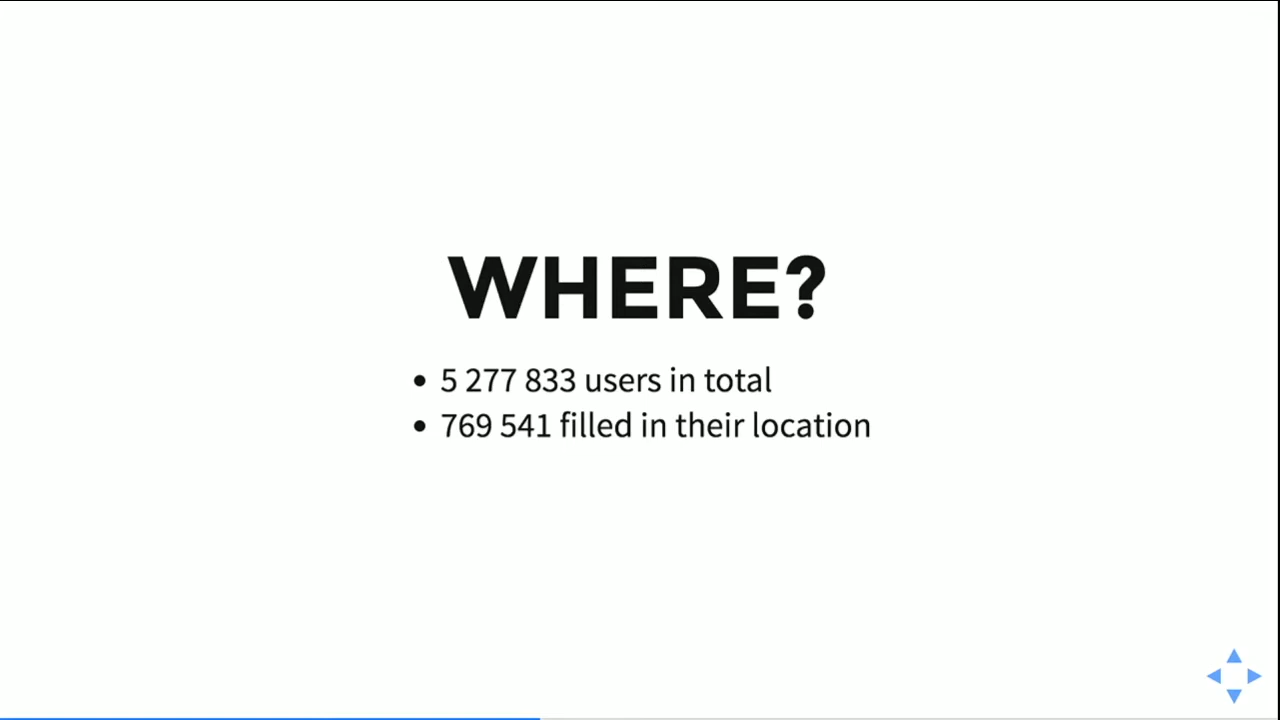 WHERE?
• 5 277 833 users in total
• 769 541 filled in their location